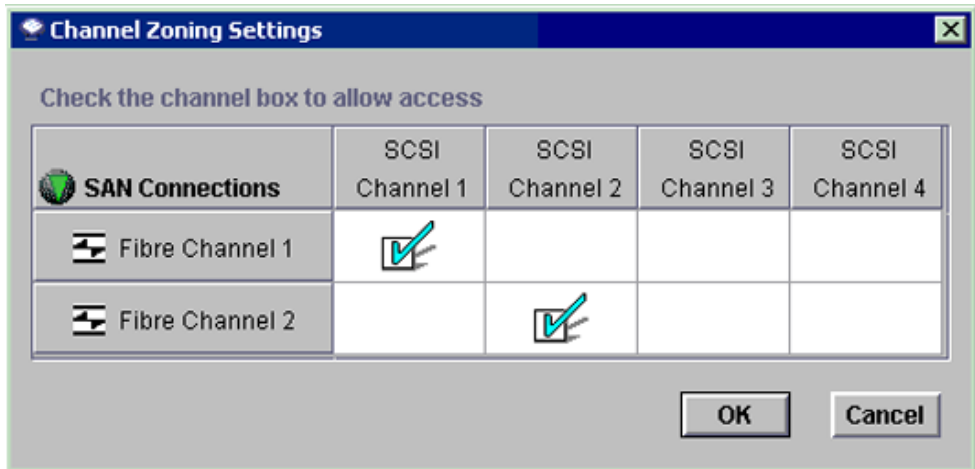 Channel Zoning Settings
Check the channel box to allow access
SAN Connections
SCSI Channel 1
SCSI Channel 2
SCSI Channel 3
SCSI Channel 4
Fibre Channel 1
Fibre Channel 2
OK
Cancel